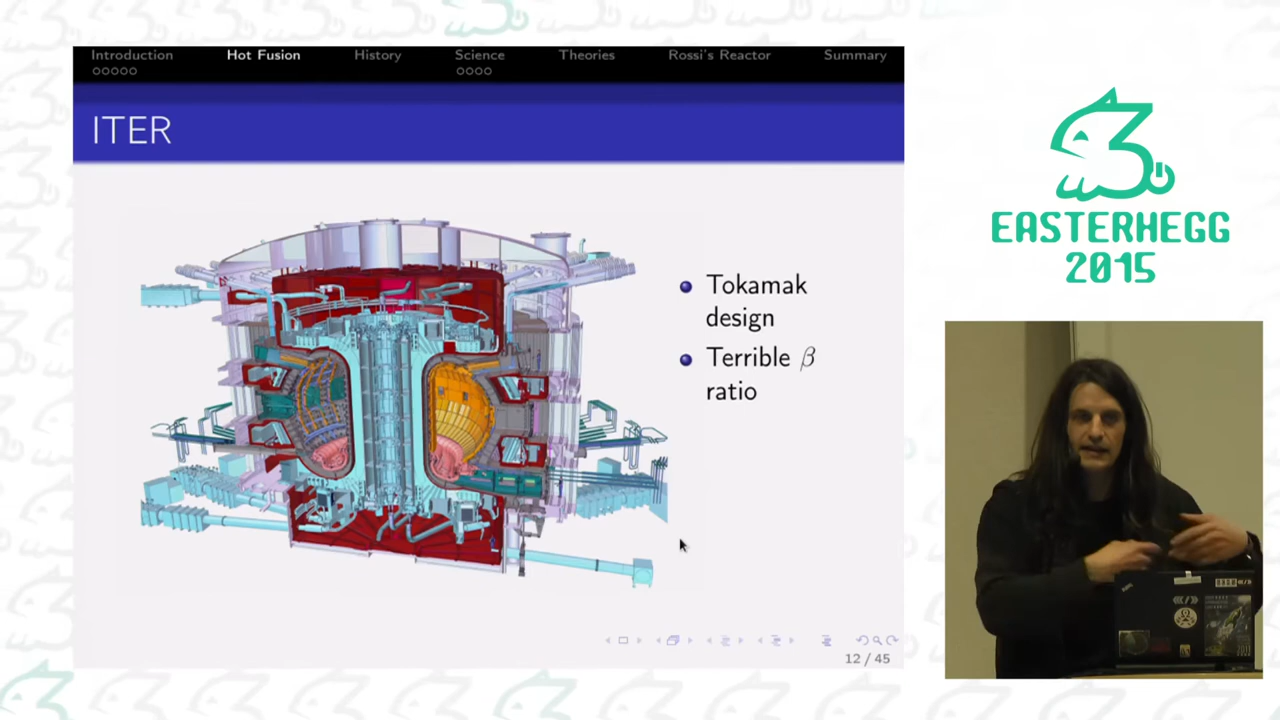 Introduction Hot Fusion History Science Theories Rossi's Reactor Summary
ITER
Tokamak
design
Terrible β
ratio
12 / 45
EASTERHEGG
2015